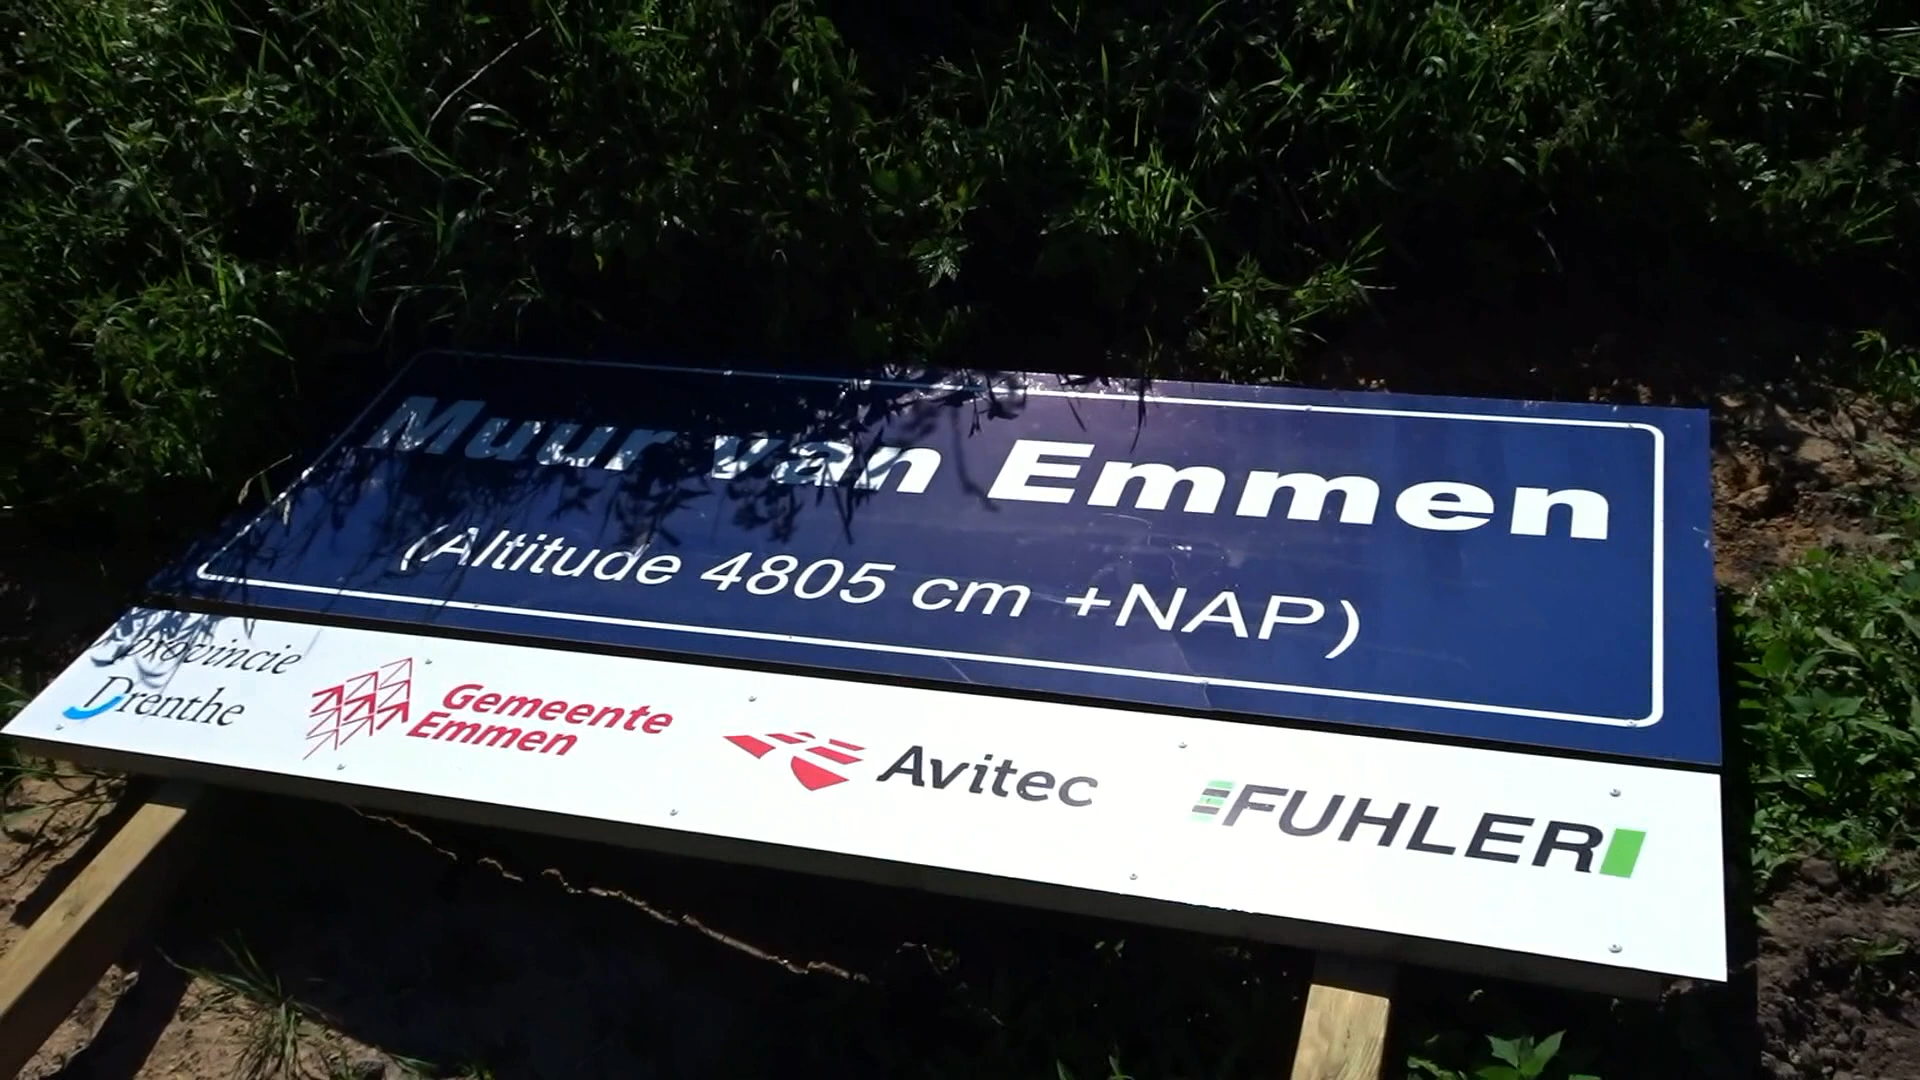 Muur van Emmen
(Altitude 4805 cm +NAP)
provincie
Drenthe
Gemeente
Emmen
Avitec
FUHLER